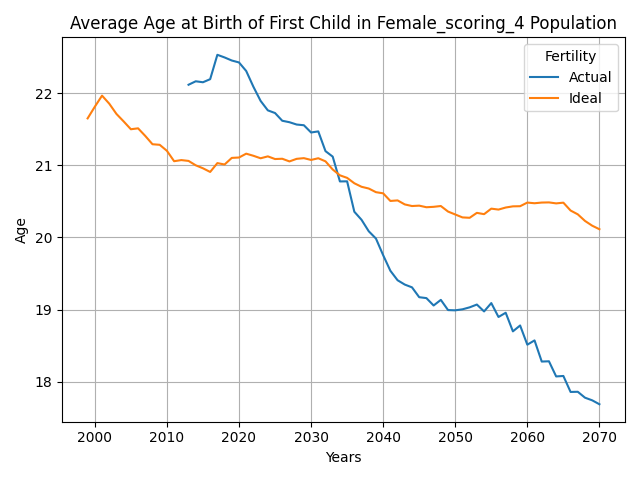 Average Age at Birth of First Child in Female_scoring_4 Population
Fertility
Actual
Ideal
22
21
20
19
18
Age
2000 2010 2020 2030 2040 2050 2060 2070
Years